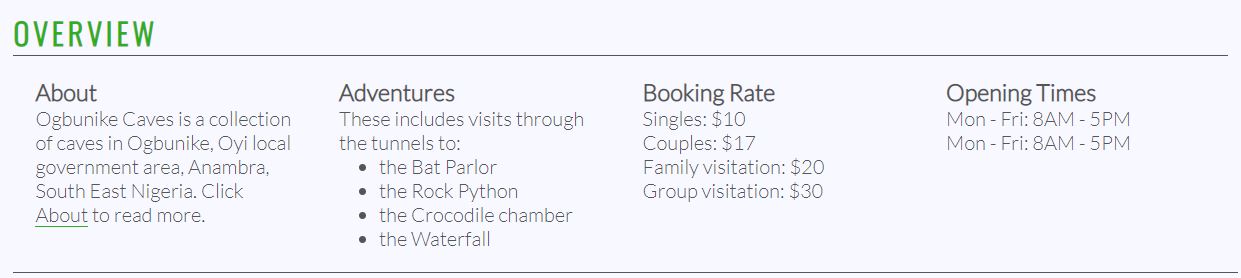 OVERVIEW
About
Ogbunike Caves is a collection
of caves in Ogbunike, Oyi local
government area, Anambra,
South East Nigeria. Click
About to read more.
Adventures
These includes visits through
the tunnels to:
• the Bat Parlor
• the Rock Python
• the Crocodile chamber
• the Waterfall
Booking Rate
Singles: $10
Couples: $17
Family visitation: $20
Group visitation: $30
Opening Times
Mon - Fri: 8AM - 5PM
Mon - Fri: 8AM - 5PM